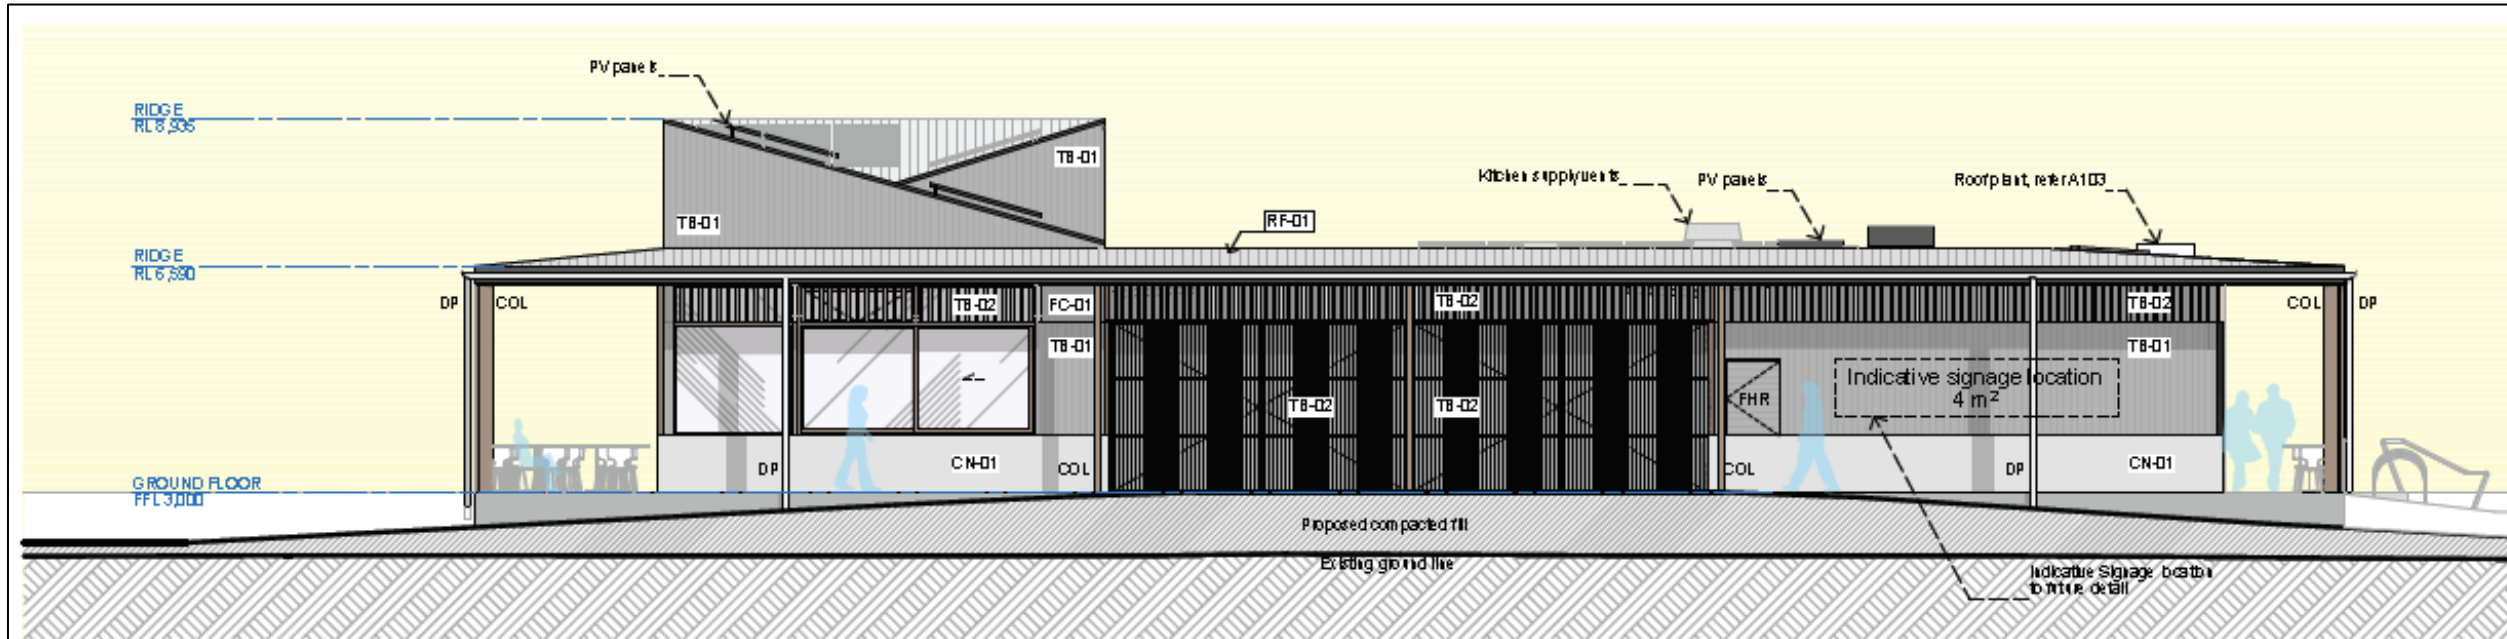 PV panels
RIDGE
RL 8,936
TB-01
Kitchen supply vents
PV panels
Roof plant, refer A103
TB-01
RF-01
RIDGE
RL 6,590
DP
COL
TB-02
FC-01
TB-02
TB-02
COL
DP
TB-01
TB-01
Indicative signage location
4 m²
FHR
TB-02
TB-02
DP
CN-01
COL
COL
DP
CN-01
GROUND FLOOR
FFL 3,000
Proposed compacted fill
Existing ground line
Indicative Signage location
to future detail